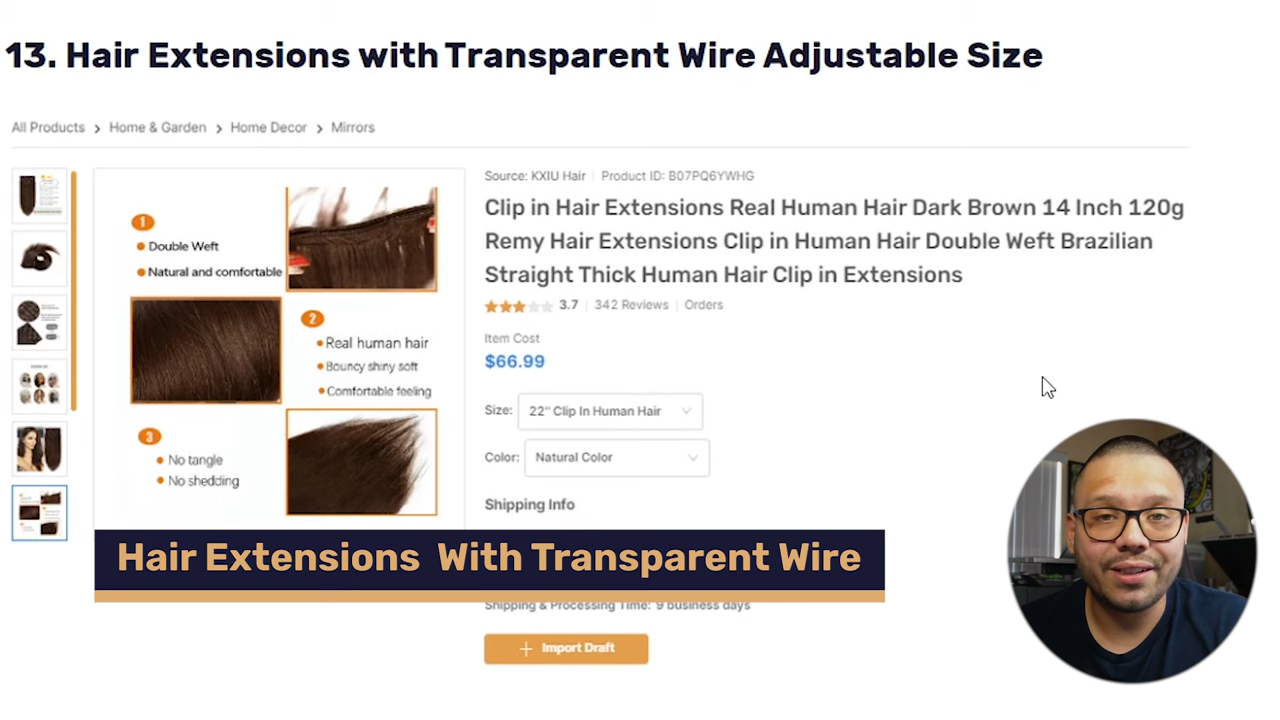 13. Hair Extensions with Transparent Wire Adjustable Size
All Products > Home & Garden > Home Decor > Mirrors
Source: KXIU Hair | Product ID: B07PQ6YWHG
Clip in Hair Extensions Real Human Hair Dark Brown 14 Inch 120g
Remy Hair Extensions Clip in Human Hair Double Weft Brazilian
Straight Thick Human Hair Clip in Extensions
3.7 | 342 Reviews | Orders
Item Cost
$66.99
Size: 22" Clip In Human Hair
Color: Natural Color
Shipping Info
1
Double Weft
Natural and comfortable
2
Real human hair
Bouncy shiny soft
Comfortable feeling
3
No tangle
No shedding
Hair Extensions With Transparent Wire
Shipping & Processing Time: 9 business days
+ Import Draft